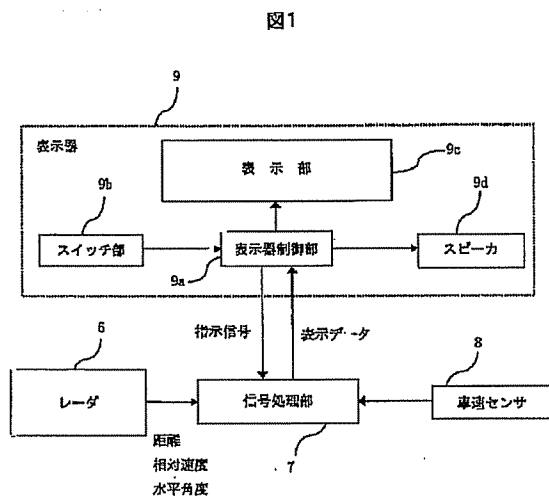 図1
9
表示器
表 示 部
9c
9b
9d
スイッチ部
表示器制御部
スピーカ
9a
指示信号
表示データ
6
8
レーダ
信号処理部
車速センサ
距離
相対速度
水平角度
7